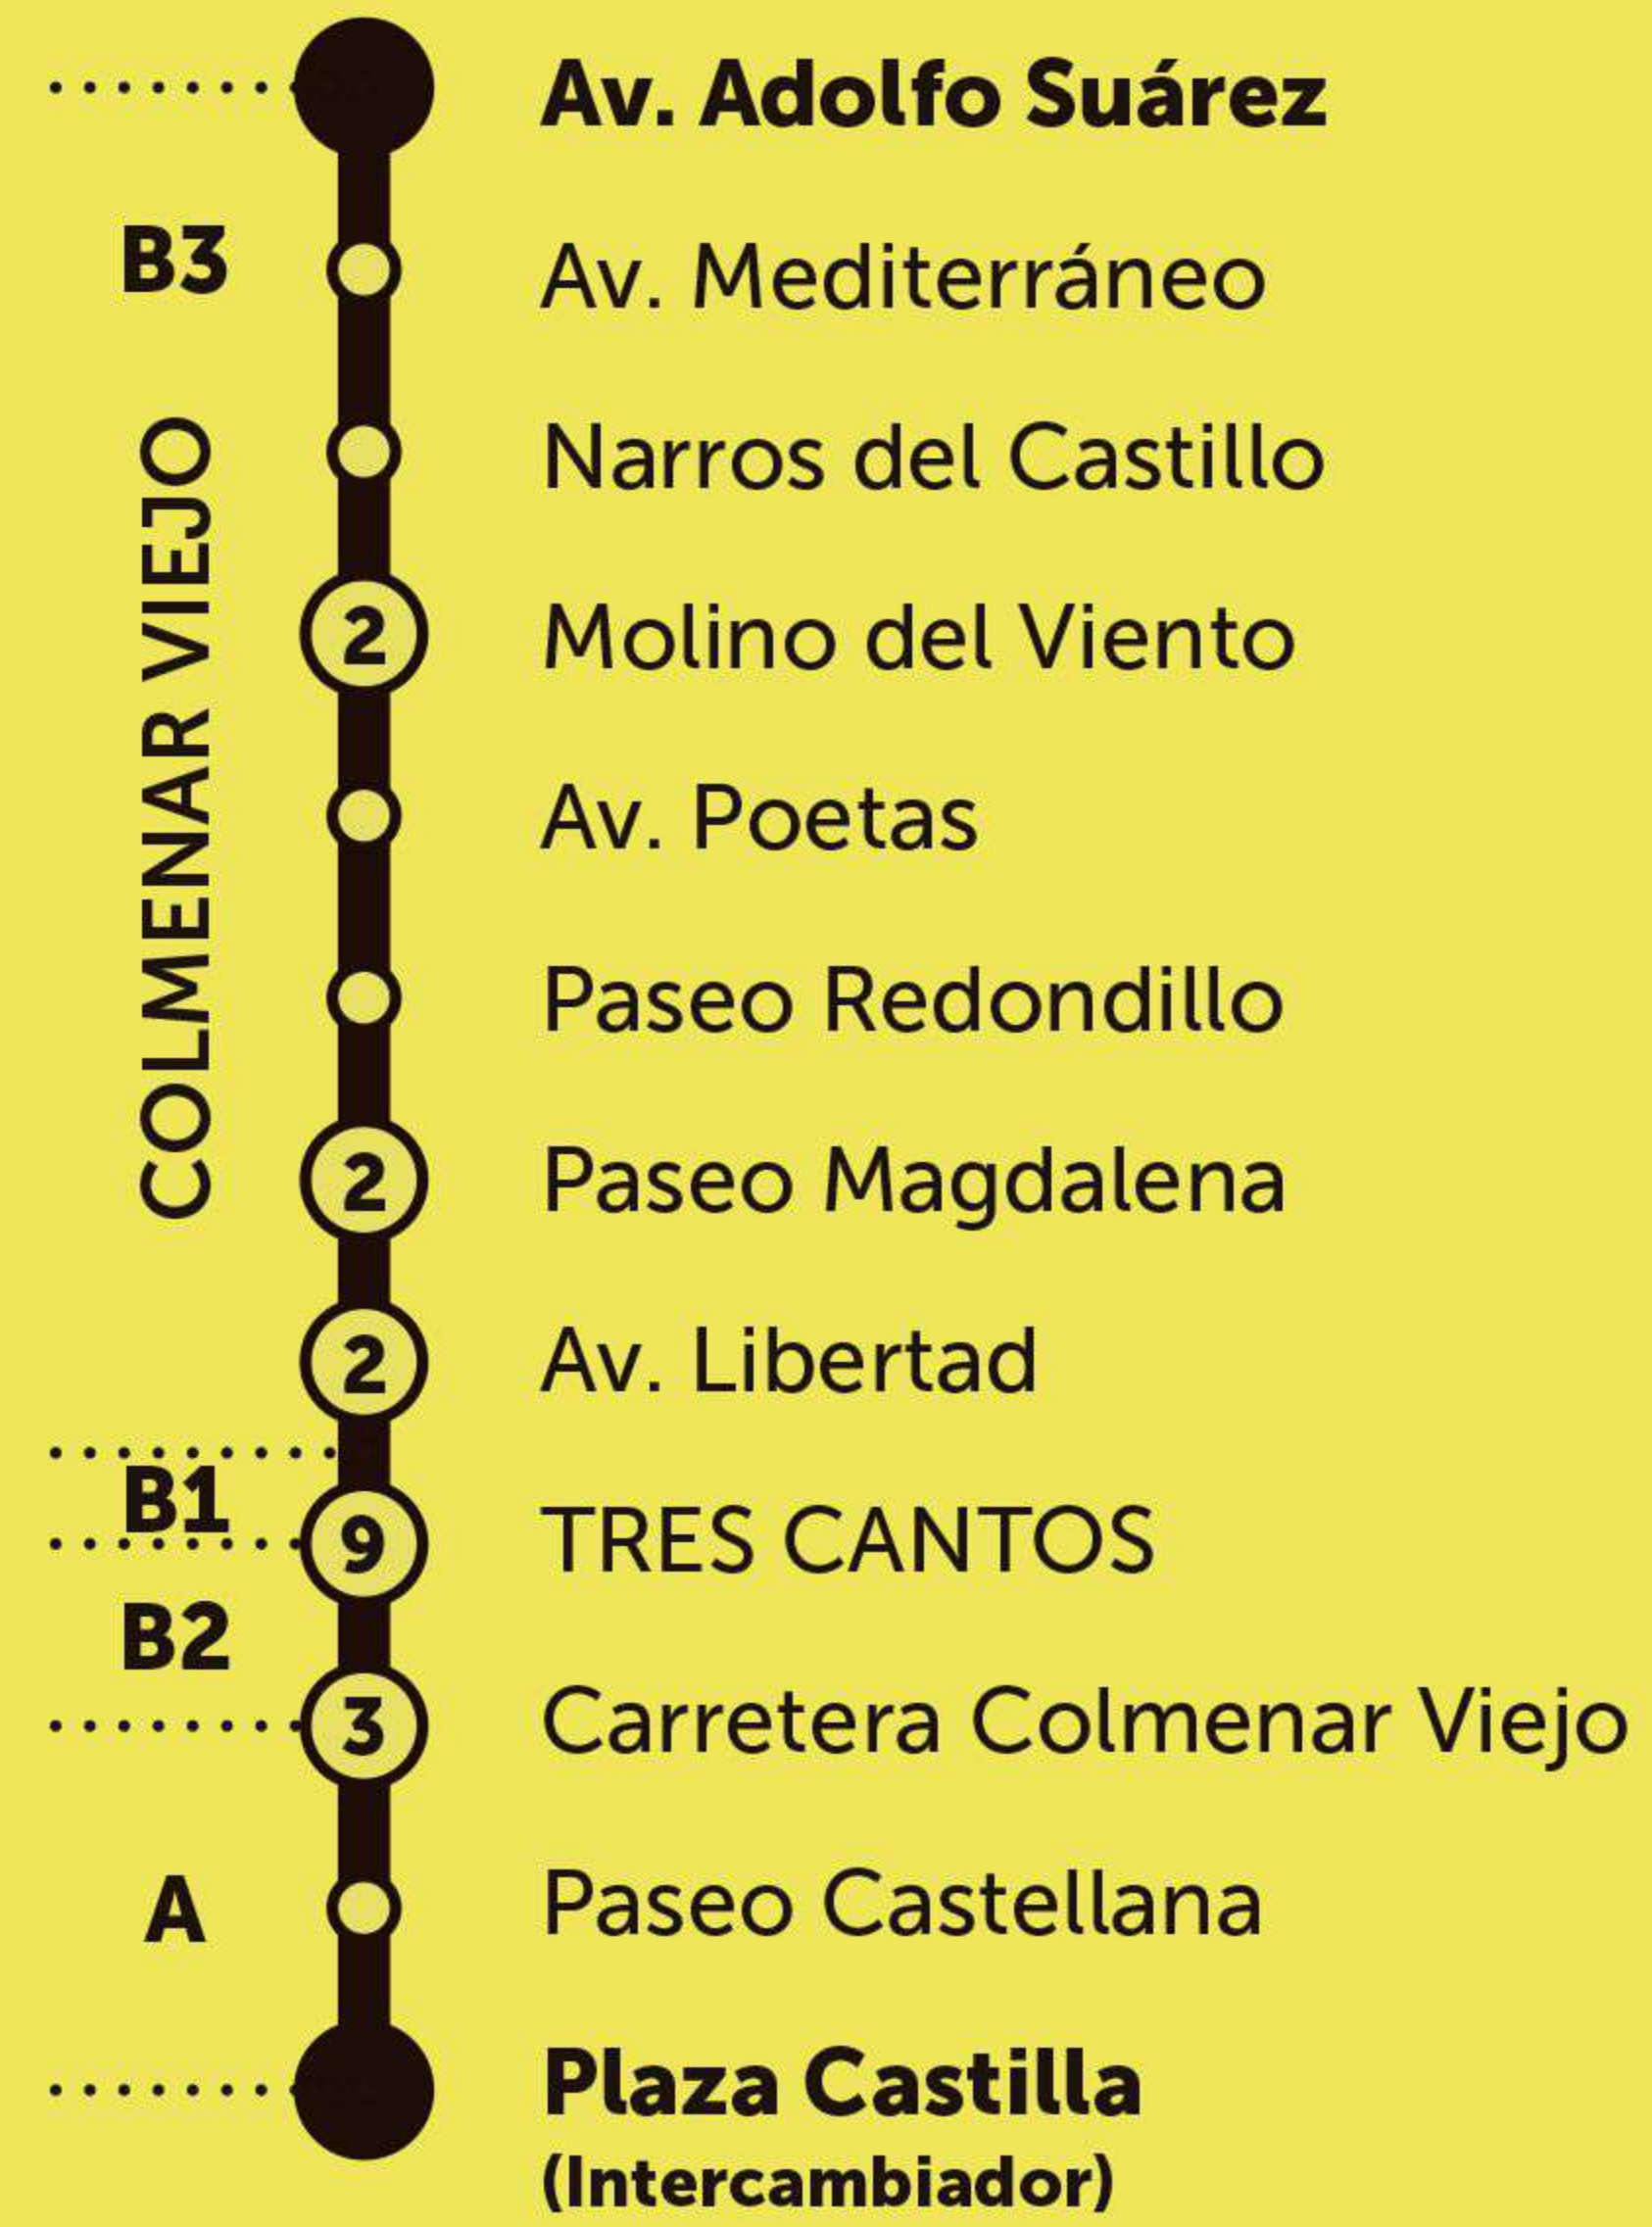 Av. Adolfo Suárez
B3
Av. Mediterráneo
COLMENAR VIEJO
Narros del Castillo
2
Molino del Viento
Av. Poetas
Paseo Redondillo
2
Paseo Magdalena
2
Av. Libertad
B1
9
TRES CANTOS
B2
3
Carretera Colmenar Viejo
A
Paseo Castellana
Plaza Castilla
(Intercambiador)